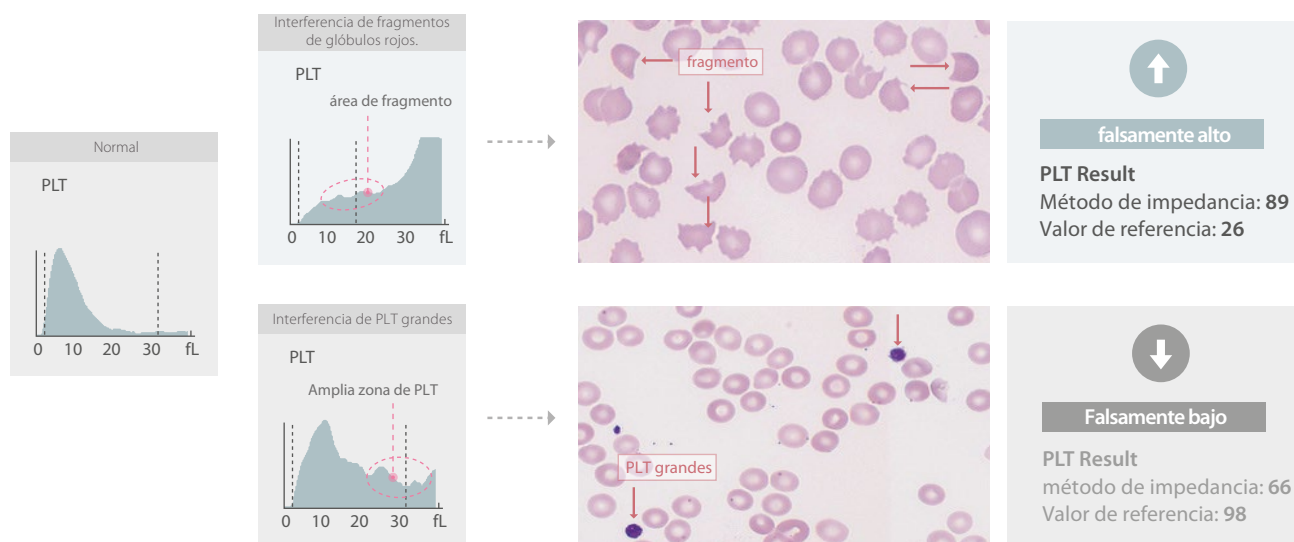 Normal
PLT
0 10 20 30 fL
Interferencia de fragmentos
de glóbulos rojos.
PLT
área de fragmento
0 10 20 30 fL
fragmento
falsamente alto
PLT Result
Método de impedancia: 89
Valor de referencia: 26
Interferencia de PLT grandes
PLT
Amplia zona de PLT
0 10 20 30 fL
PLT grandes
Falsamente bajo
PLT Result
método de impedancia: 66
Valor de referencia: 98